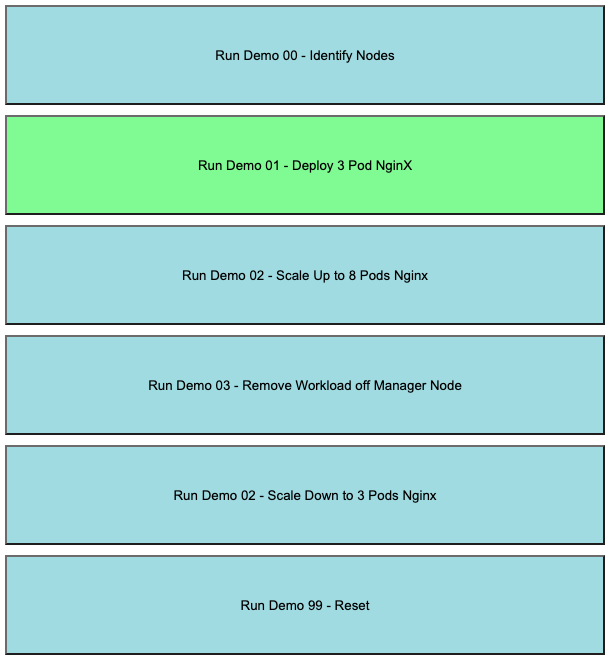 Run Demo 00 - Identify Nodes
Run Demo 01 - Deploy 3 Pod NginX
Run Demo 02 - Scale Up to 8 Pods Nginx
Run Demo 03 - Remove Workload off Manager Node
Run Demo 02 - Scale Down to 3 Pods Nginx
Run Demo 99 - Reset